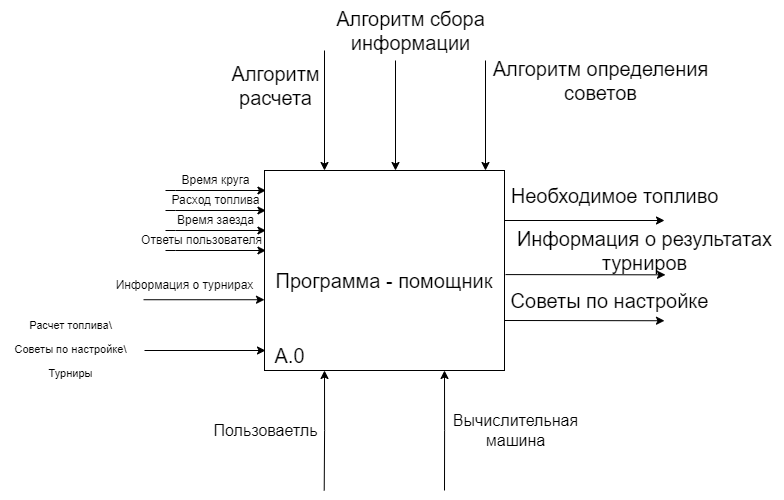 Алгоритм сбора
информации
Алгоритм
расчета
Алгоритм определения
советов
Время круга
Расход топлива
Время заезда
Ответы пользователя
Информация о турнирах
Расчет топлива\
Советы по настройке\
Турниры
Программа - помощник
А.0
Необходимое топливо
Информация о результатах
турниров
Советы по настройке
Пользоваетль
Вычислительная
машина